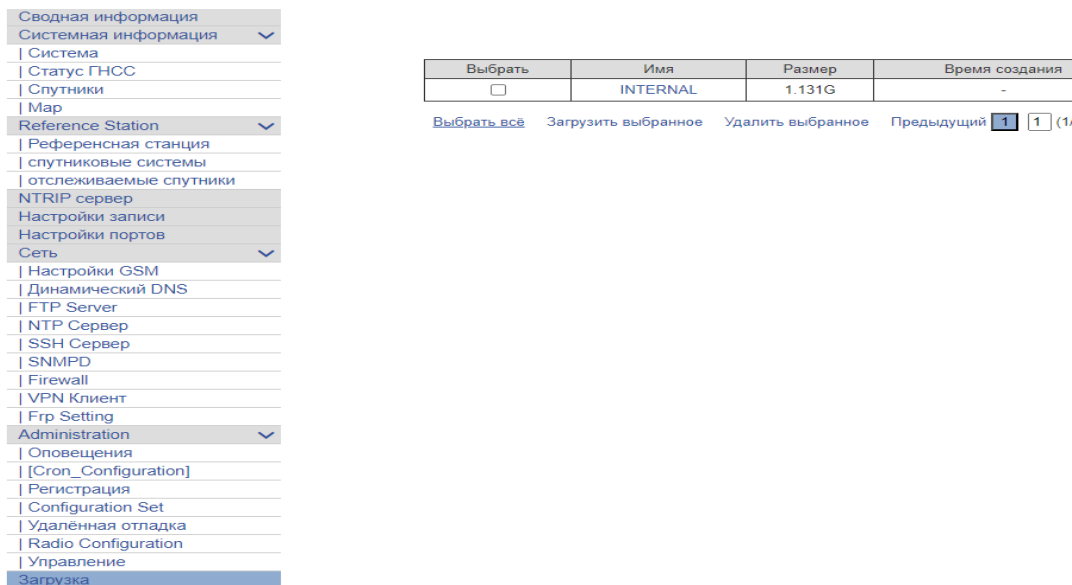 Сводная информация
Системная информация
| Система
| Статус ГНСС
| Спутники
| Map
Reference Station
| Референсная станция
| спутниковые системы
| отслеживаемые спутники
NTRIP сервер
Настройки записи
Настройки портов
Сеть
| Настройки GSM
| Динамический DNS
| FTP Server
| NTP Сервер
| SSH Сервер
| SNMPD
| Firewall
| VPN Клиент
| Frp Setting
Administration
| Оповещения
| [Cron_Configuration]
| Регистрация
| Configuration Set
| Удалённая отладка
| Radio Configuration
| Управление
Загрузка
Выбрать Имя Размер Время создания
INTERNAL 1.131G -
Выбрать всё Загрузить выбранное Удалить выбранное Предыдущий 1 1 (1/